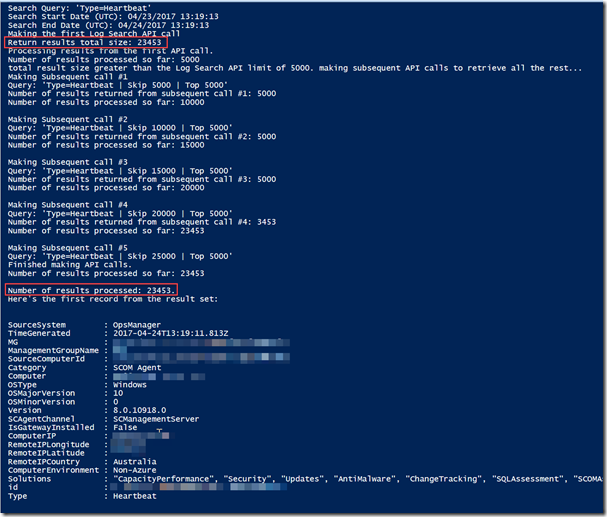 Search Query: 'Type=Heartbeat'
Search Start Date (UTC): 04/23/2017 13:19:13
Search End Date (UTC): 04/24/2017 13:19:13
Making the first Log Search API call
Return results total size: 23453
Processing results from the first API call.
Number of results processed so far: 5000
total result size greater than the Log Search API limit of 5000. making subsequent API calls to retrieve all the rest...
Making Subsequent call #1
Query: 'Type=Heartbeat | Skip 5000 | Top 5000'
Number of results returned from subsequent call #1: 5000
Number of results processed so far: 10000
Making Subsequent call #2
Query: 'Type=Heartbeat | Skip 10000 | Top 5000'
Number of results returned from subsequent call #2: 5000
Number of results processed so far: 15000
Making Subsequent call #3
Query: 'Type=Heartbeat | Skip 15000 | Top 5000'
Number of results returned from subsequent call #3: 5000
Number of results processed so far: 20000
Making Subsequent call #4
Query: 'Type=Heartbeat | Skip 20000 | Top 5000'
Number of results returned from subsequent call #4: 3453
Number of results processed so far: 23453
Making Subsequent call #5
Query: 'Type=Heartbeat | Skip 25000 | Top 5000'
Finished making API calls.
Number of results processed so far: 23453
Number of results processed: 23453.
Here's the first record from the result set:
SourceSystem : OpsManager
TimeGenerated : 2017-04-24T13:19:11.813Z
MG :
ManagementGroupName :
SourceComputerId :
Category : SCOM Agent
Computer :
OSType : Windows
OSMajorVersion : 10
OSMinorVersion : 0
Version : 8.0.10918.0
SCAgentChannel : SCManagementServer
IsGatewayInstalled : False
ComputerIP :
RemoteIPLongitude :
RemoteIPLatitude :
RemoteIPCountry : Australia
ComputerEnvironment : Non-Azure
Solutions : "CapacityPerformance", "Security", "Updates", "AntiMalware", "ChangeTracking", "SQLAssessment", "SCOMAS
id :
Type : Heartbeat